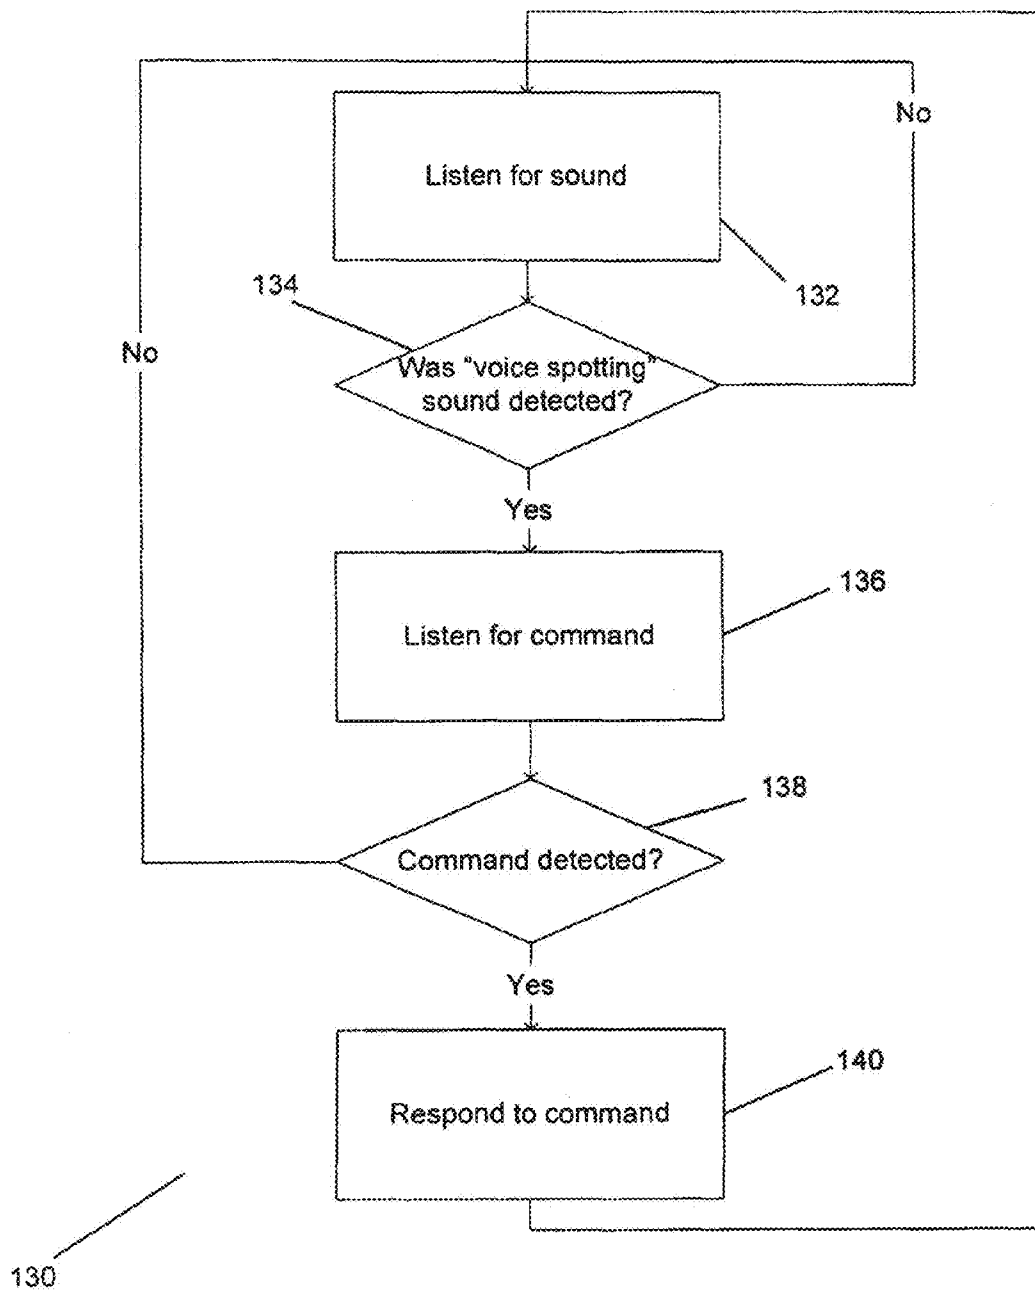 No
Listen for sound
132
134
No
Was "voice spotting"
sound detected?
Yes
Listen for command
136
138
Command detected?
Yes
Respond to command
140
130